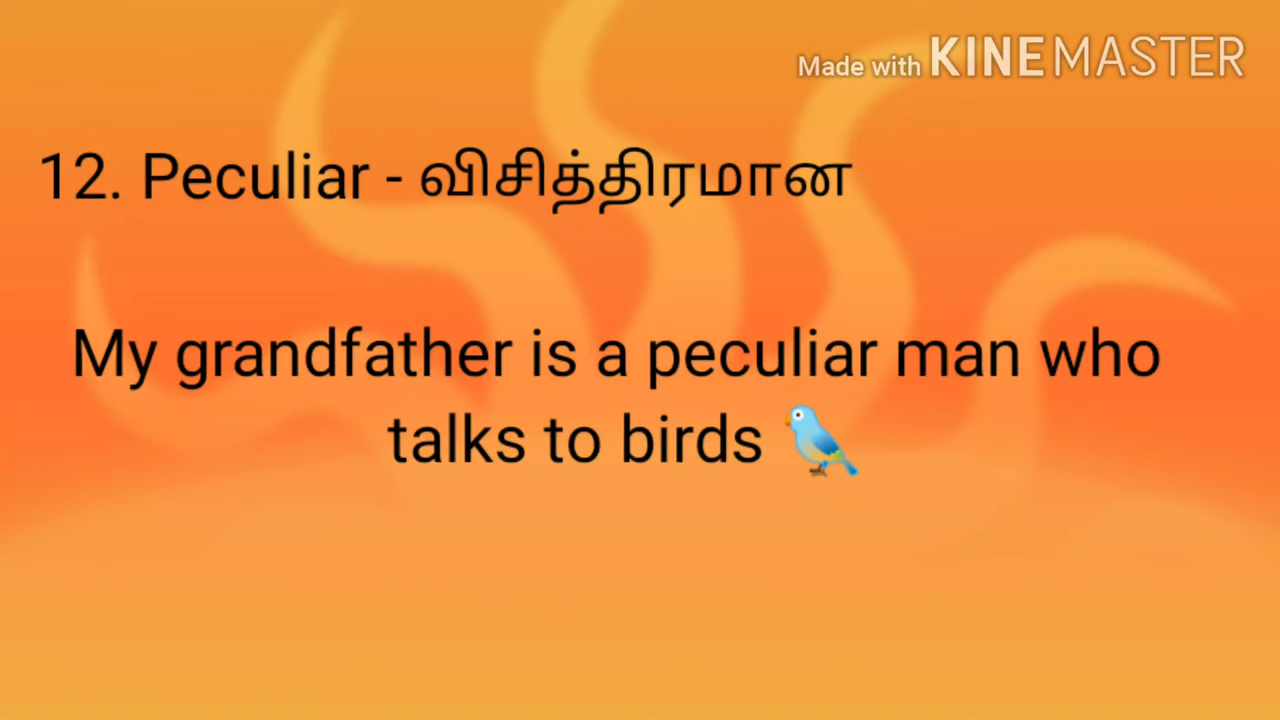 Made with KINEMASTER
12. Peculiar - விசித்திரமான
My grandfather is a peculiar man who
talks to birds 🐦